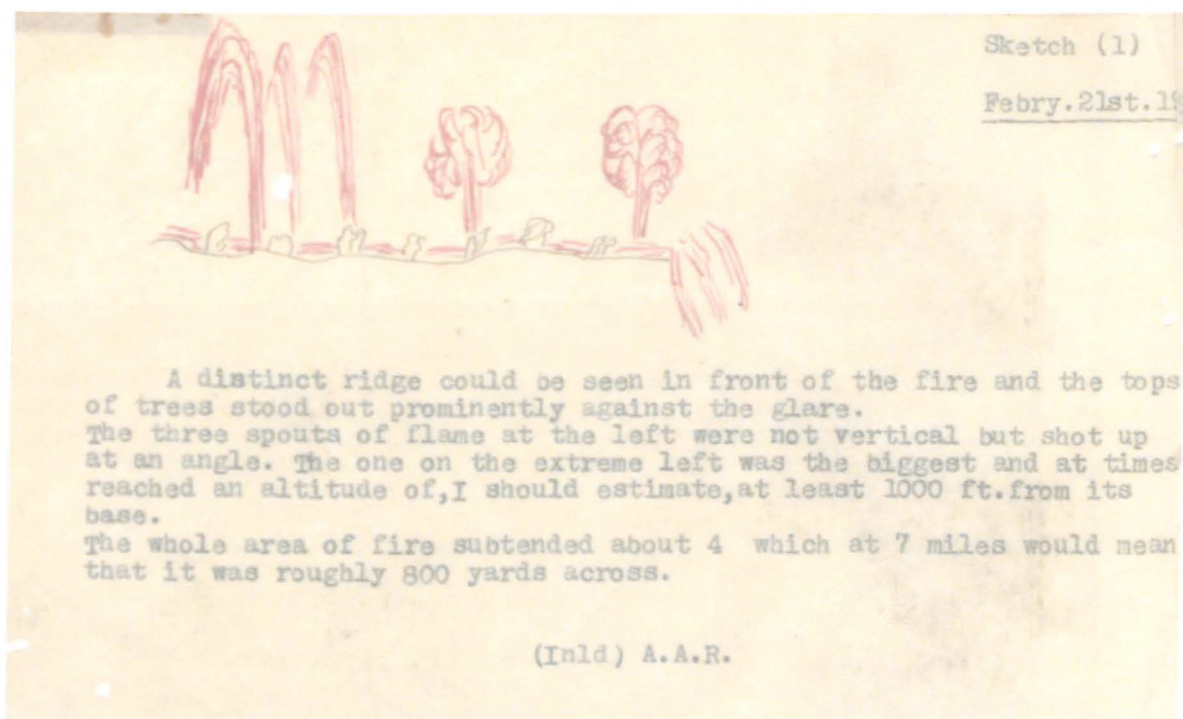 Sketch (1)
Febry.21st.19
A distinct ridge could be seen in front of the fire and the tops
of trees stood out prominently against the glare.
The three spouts of flame at the left were not vertical but shot up
at an angle. The one on the extreme left was the biggest and at times
reached an altitude of,I should estimate,at least 1000 ft.from its
base.
The whole area of fire subtended about 4 which at 7 miles would mean
that it was roughly 800 yards across.
(Inld) A.A.R.